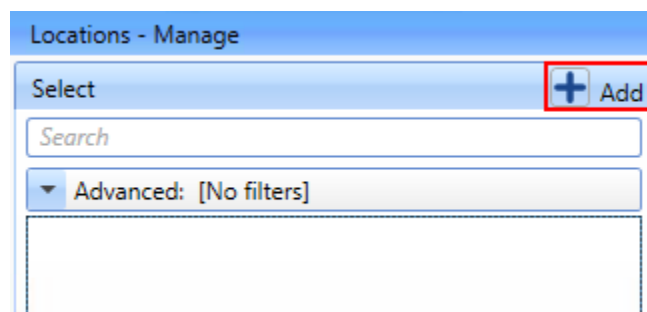 Locations - Manage
Select
Add
Search
Advanced: [No filters]